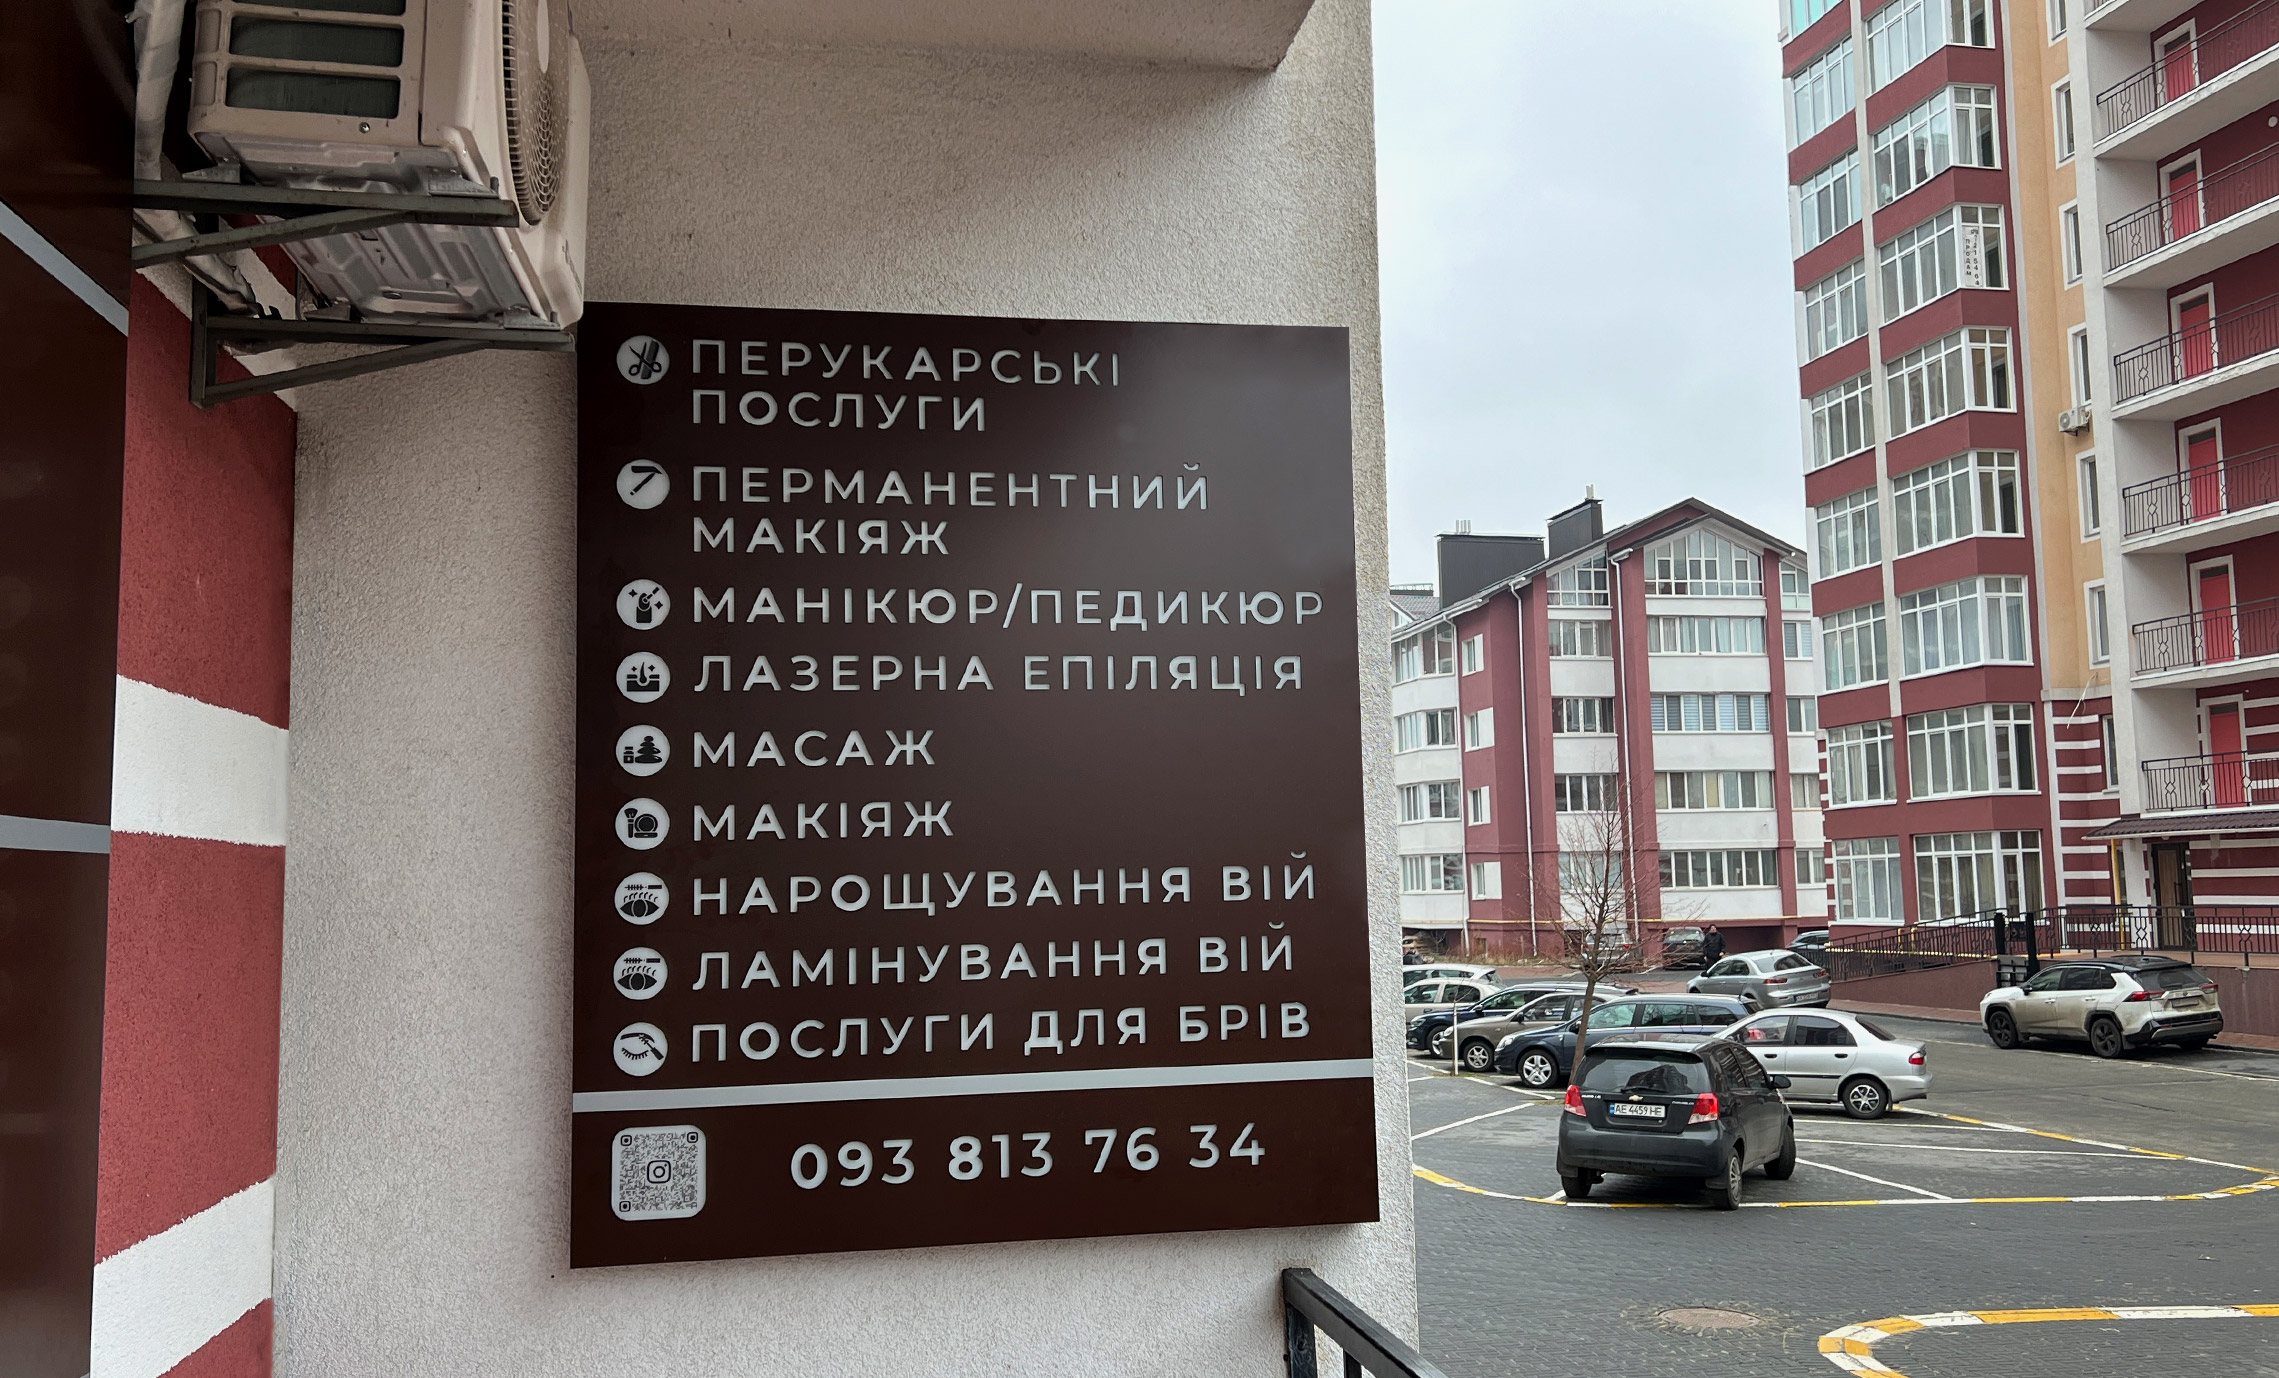 ПЕРУКАРСЬКІ
ПОСЛУГИ
ПЕРМАНЕНТНИЙ
МАКІЯЖ
МАНІКЮР/ПЕДИКЮР
ЛАЗЕРНА ЕПІЛЯЦІЯ
МАСАЖ
МАКІЯЖ
НАРОЩУВАННЯ ВІЙ
ЛАМІНУВАННЯ ВІЙ
ПОСЛУГИ ДЛЯ БРІВ
093 813 76 34
ПРОДАМ
AE 4459 HE